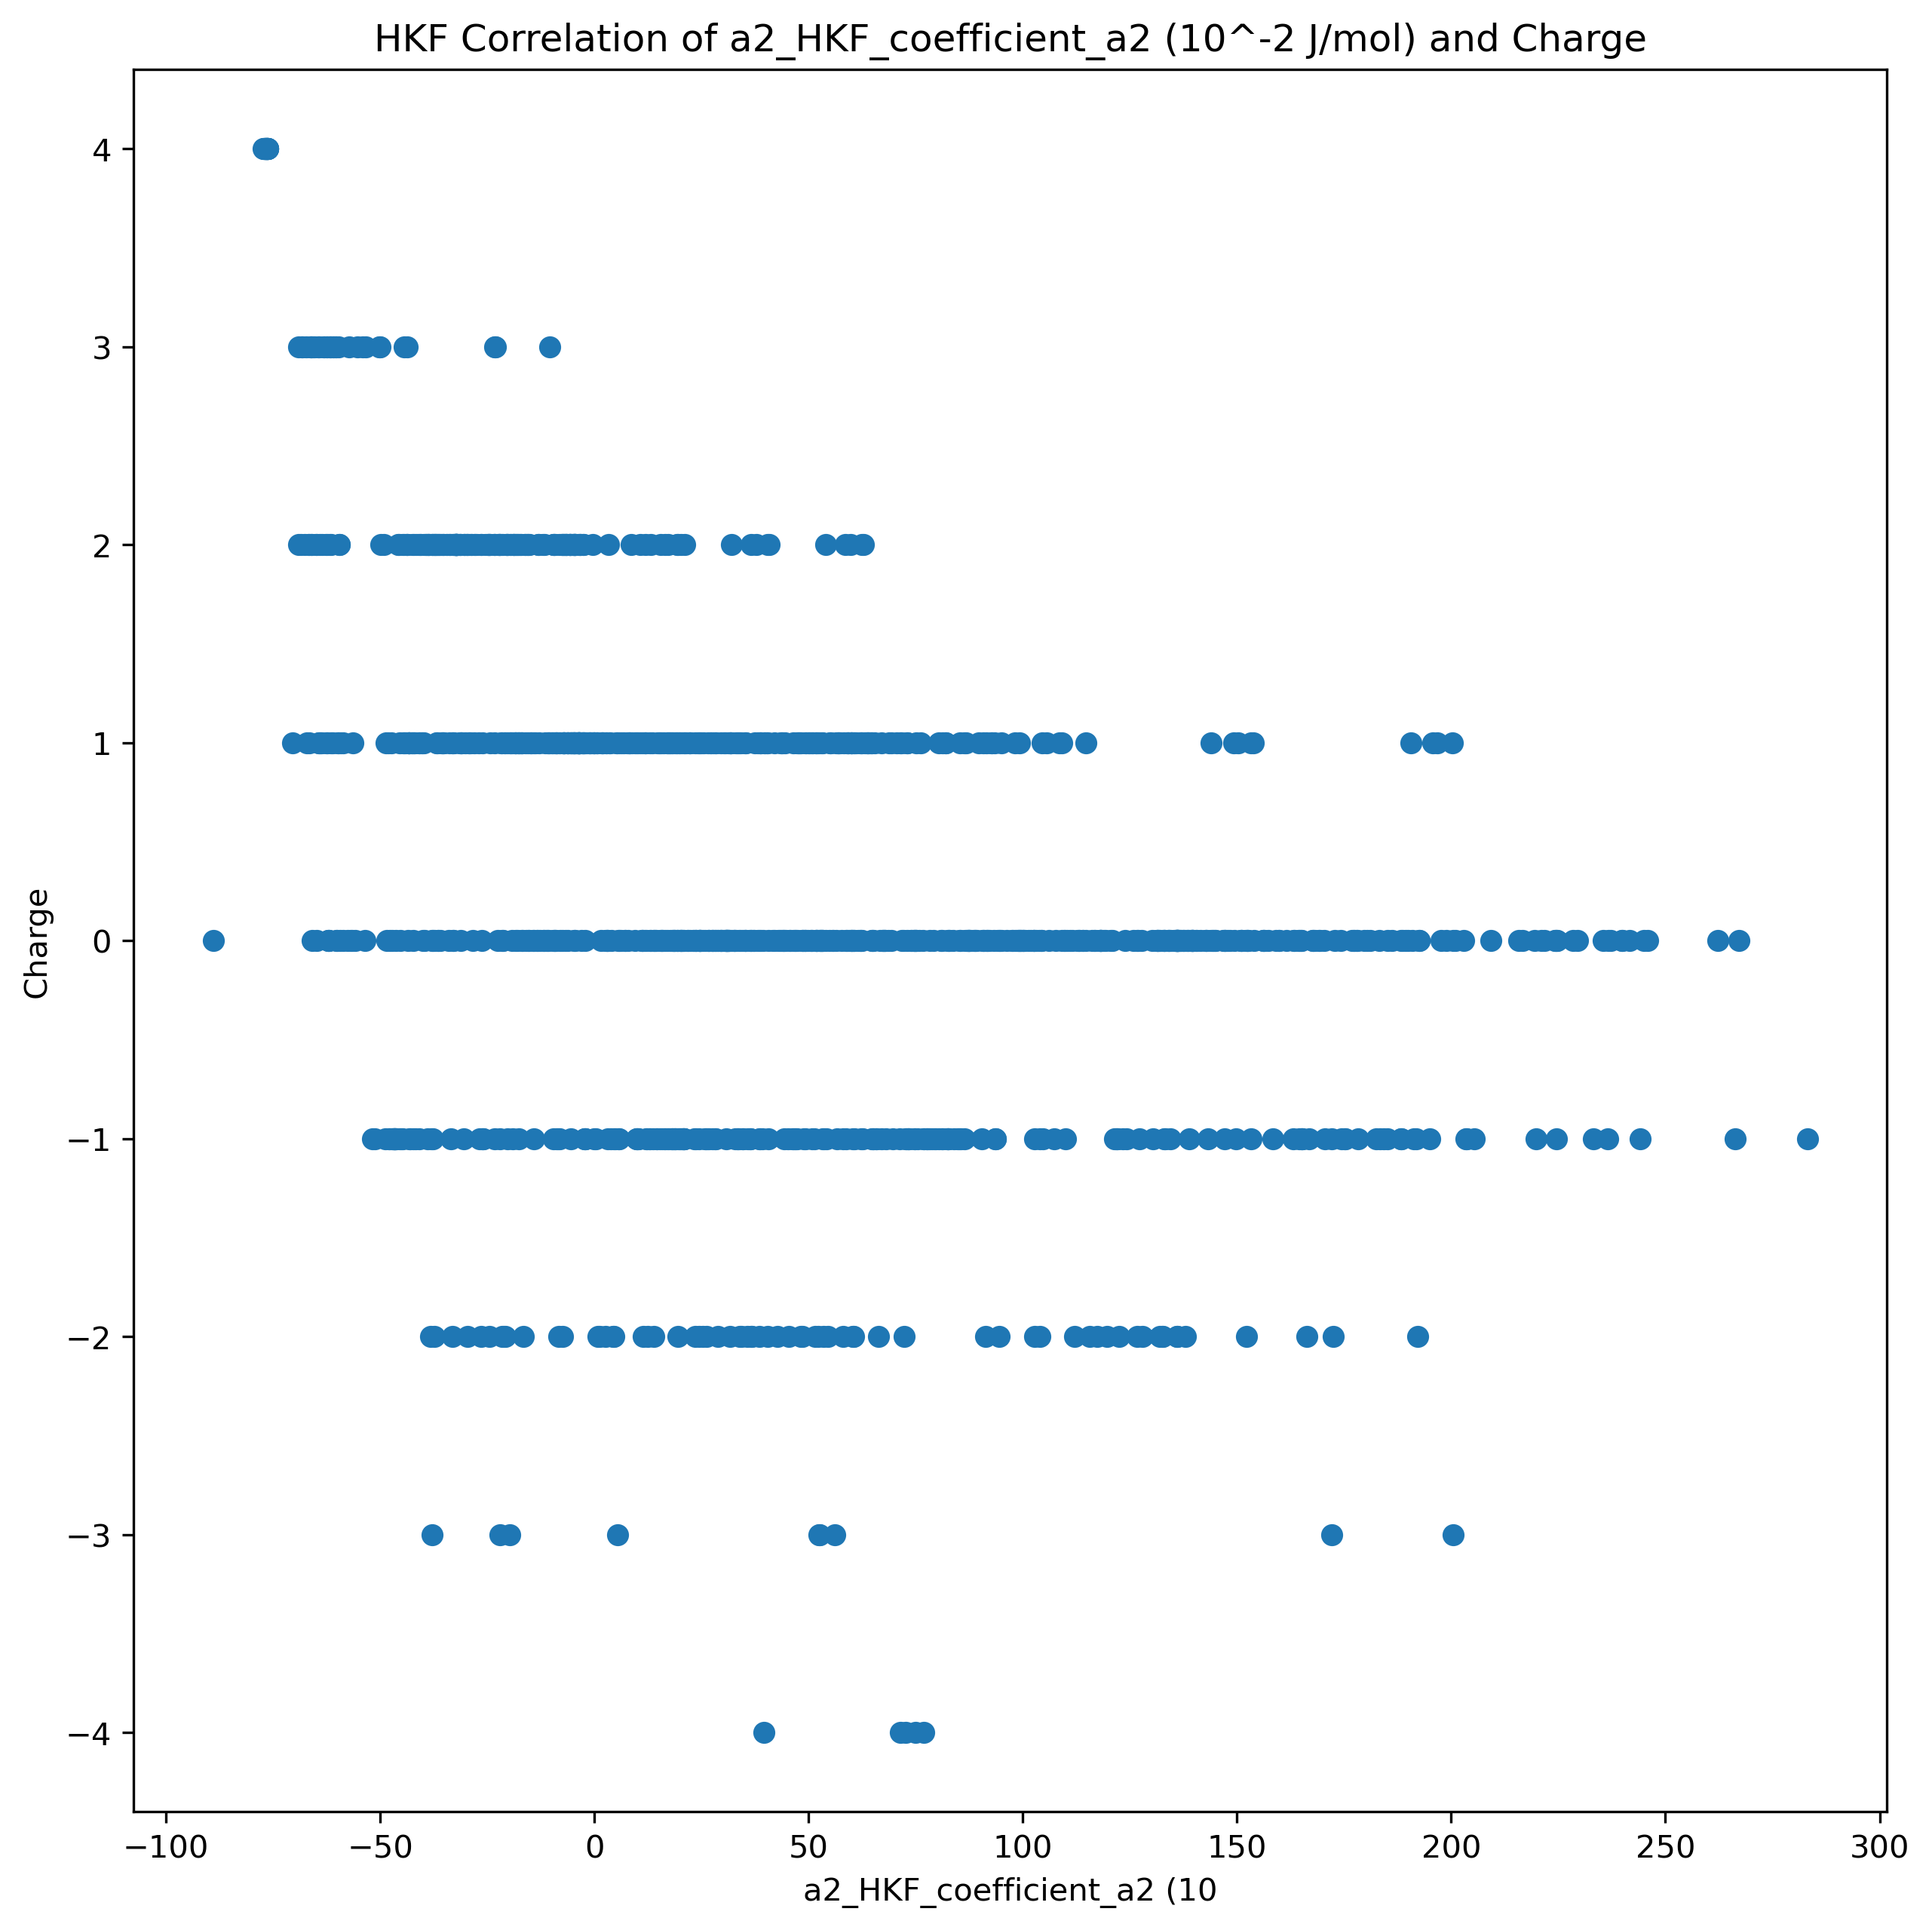 HKF Correlation of a2_HKF_coefficient_a2 (10^-2 J/mol) and Charge
Charge
4
3
2
1
0
−1
−2
−3
−4
−100 −50 0 50 100 150 200 250 300
a2_HKF_coefficient_a2 (10